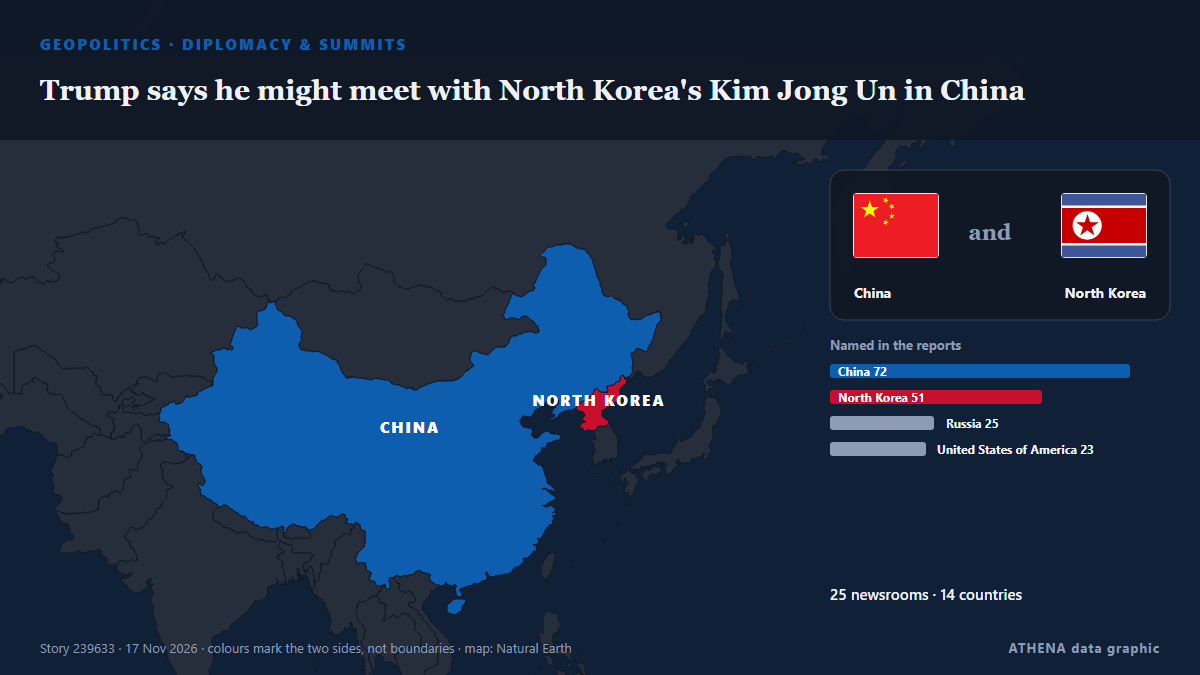 GEOPOLITICS · DIPLOMACY & SUMMITS
Trump says he might meet with North Korea's Kim Jong Un in China
and
China
North Korea
Named in the reports
China 72
North Korea 51
Russia 25
United States of America 23
NORTH KOREA
CHINA
25 newsrooms · 14 countries
Story 239633 · 17 Nov 2026 · colours mark the two sides, not boundaries · map: Natural Earth
ATHENA data graphic